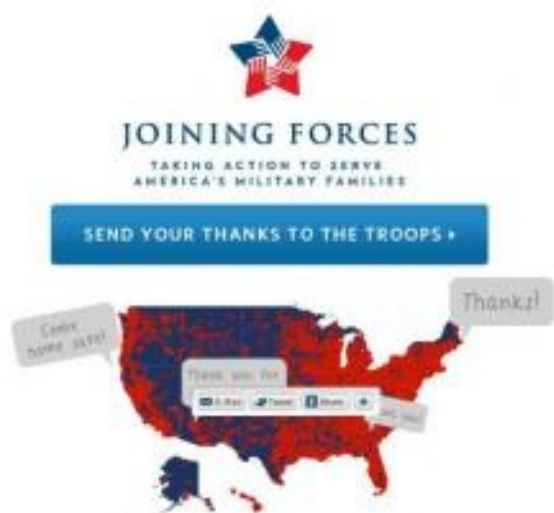 JOINING FORCES
TAKING ACTION TO SERVE
AMERICA'S MILITARY FAMILIES
SEND YOUR THANKS TO THE TROOPS
Thanks!
Come
home safe!
Thank you for
E-Mail Tweet Share +